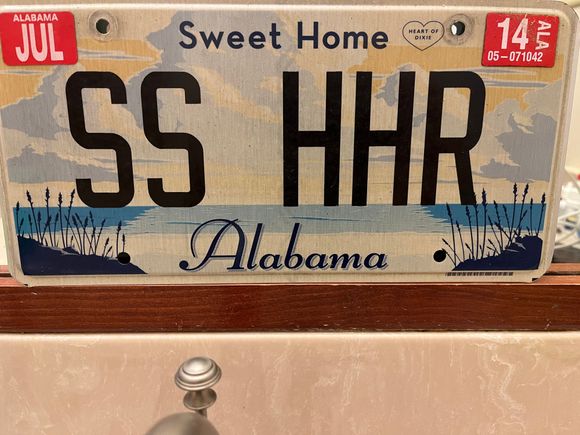 ALABAMA
JUL
Sweet Home
HEART OF
DIXIE
14
ALA
05-071042
SS HHR
Alabama